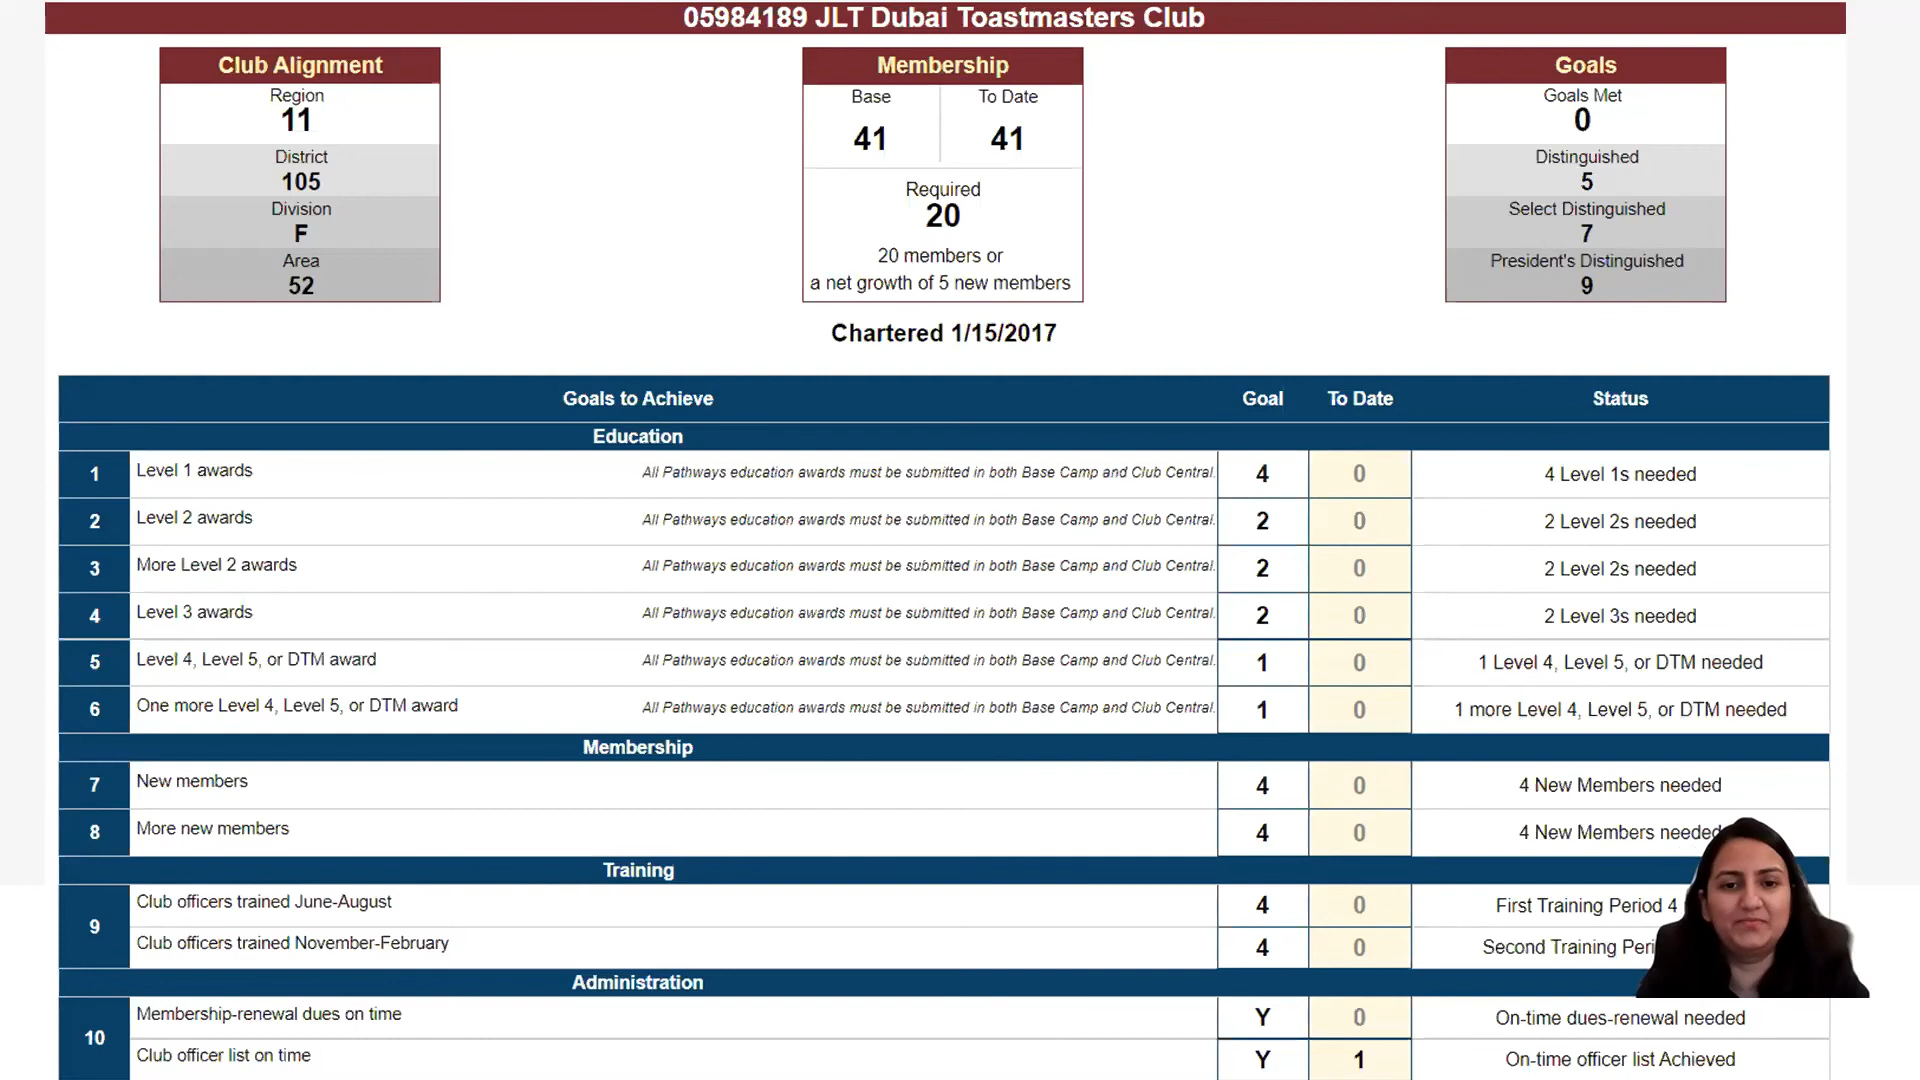 05984189 JLT Dubai Toastmasters Club
Club Alignment
Region
11
District
105
Division
F
Area
52
Membership
Base To Date
41 41
Required
20
20 members or
a net growth of 5 new members
Goals
Goals Met
0
Distinguished
5
Select Distinguished
7
President's Distinguished
9
Chartered 1/15/2017
Goals to Achieve Goal To Date Status
Education
1 Level 1 awards All Pathways education awards must be submitted in both Base Camp and Club Central. 4 0 4 Level 1s needed
2 Level 2 awards All Pathways education awards must be submitted in both Base Camp and Club Central. 2 0 2 Level 2s needed
3 More Level 2 awards All Pathways education awards must be submitted in both Base Camp and Club Central. 2 0 2 Level 2s needed
4 Level 3 awards All Pathways education awards must be submitted in both Base Camp and Club Central. 2 0 2 Level 3s needed
5 Level 4, Level 5, or DTM award All Pathways education awards must be submitted in both Base Camp and Club Central. 1 0 1 Level 4, Level 5, or DTM needed
6 One more Level 4, Level 5, or DTM award All Pathways education awards must be submitted in both Base Camp and Club Central. 1 0 1 more Level 4, Level 5, or DTM needed
Membership
7 New members 4 0 4 New Members needed
8 More new members 4 0 4 New Members needed
Training
9
Club officers trained June-August 4 0 First Training Period 4
Club officers trained November-February 4 0 Second Training
Administration
10
Membership-renewal dues on time Y 0 On-time dues-renewal needed
Club officer list on time Y 1 On-time officer list Achieved